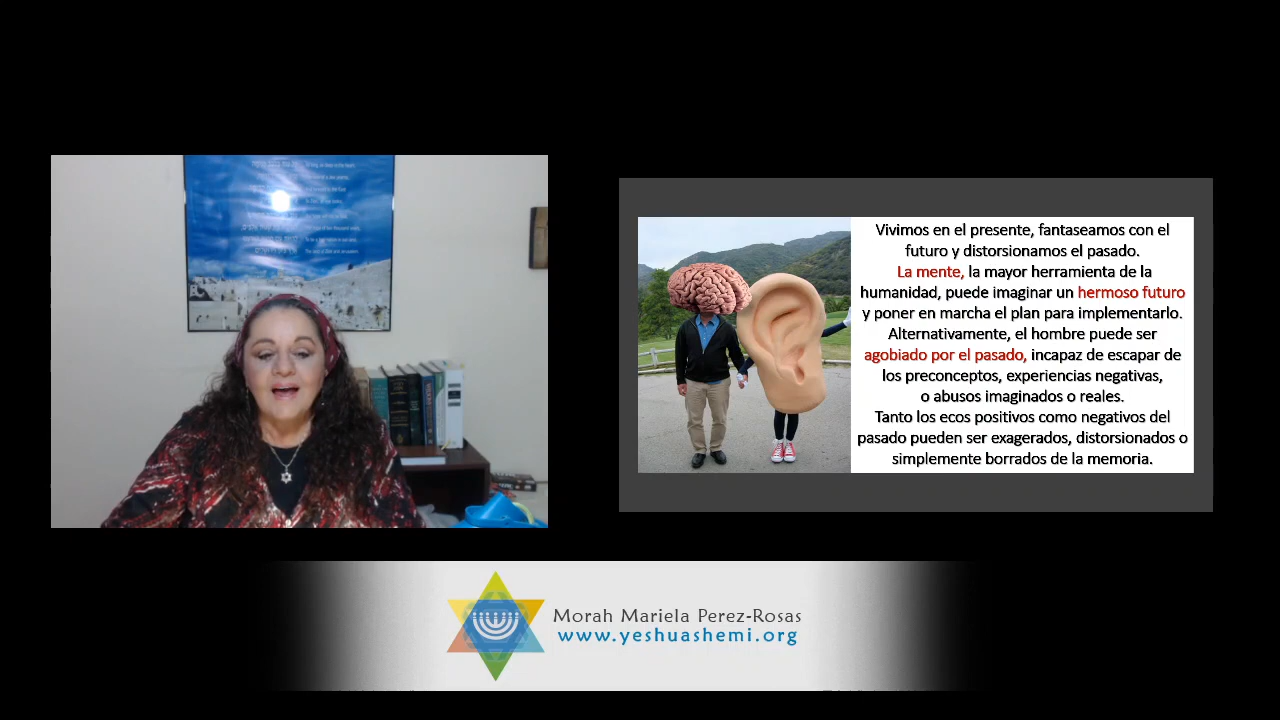 Vivimos en el presente, fantaseamos con el
futuro y distorsionamos el pasado.
La mente, la mayor herramienta de la
humanidad, puede imaginar un hermoso futuro
y poner en marcha el plan para implementarlo.
Alternativamente, el hombre puede ser
agobiado por el pasado, incapaz de escapar de
los preconceptos, experiencias negativas,
o abusos imaginados o reales.
Tanto los ecos positivos como negativos del
pasado pueden ser exagerados, distorsionados o
simplemente borrados de la memoria.
Morah Mariela Perez-Rosas
www.yeshuashemi.org